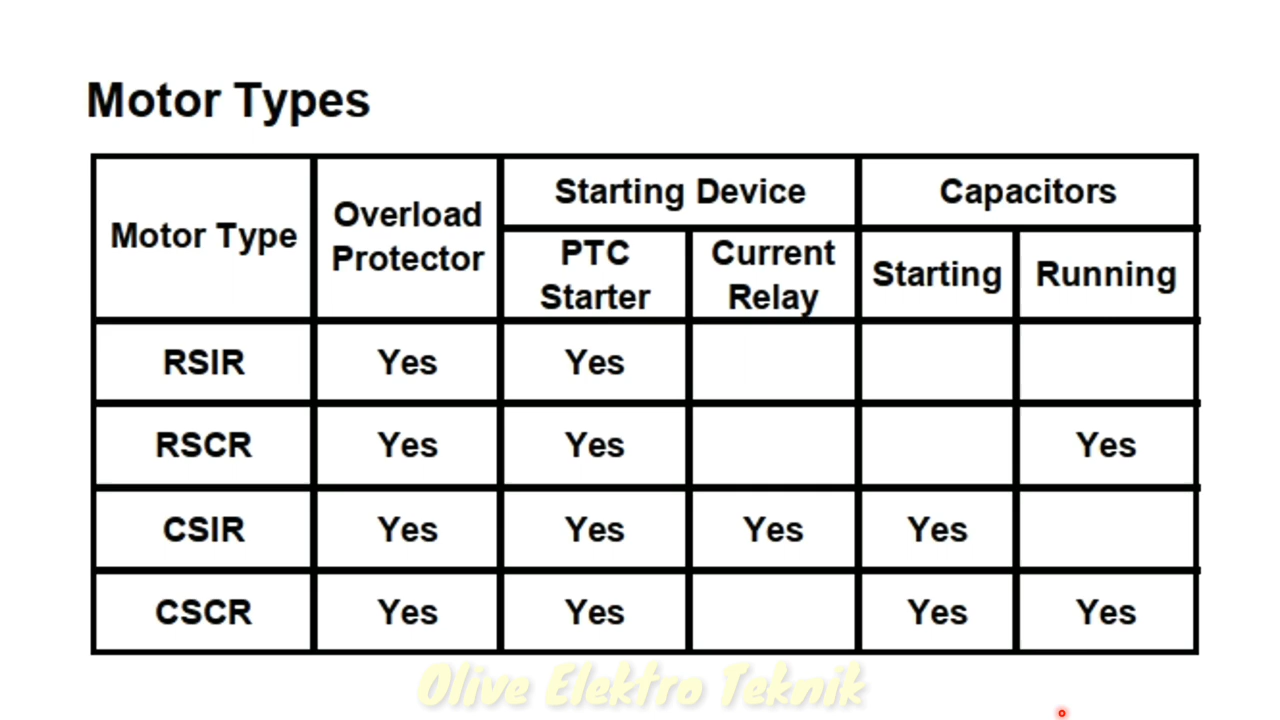 Motor Types
Motor Type Overload Protector Starting Device Capacitors
PTC Starter Current Relay Starting Running
RSIR Yes Yes
RSCR Yes Yes Yes
CSIR Yes Yes Yes Yes
CSCR Yes Yes Yes Yes
Olive Elektro Teknik